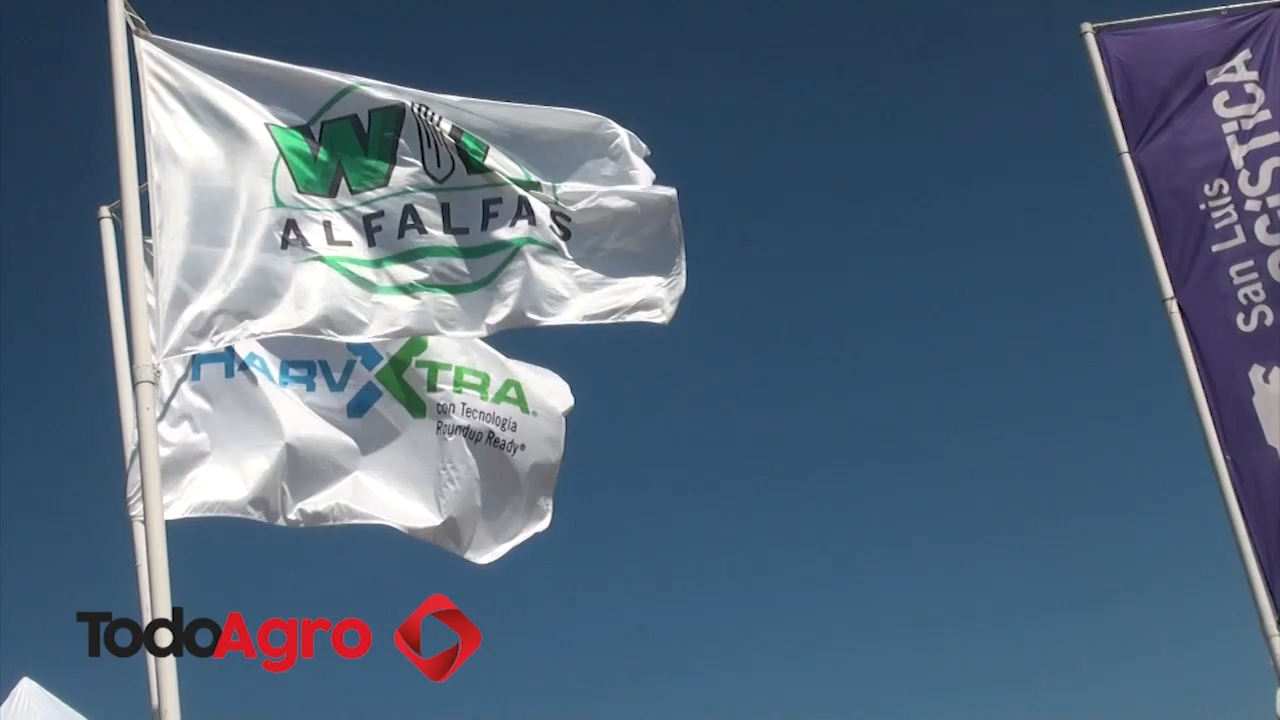 ALFALFAS
HARVXTRA.
con Tecnología
Roundup Ready®
San Luis
TodoAgro